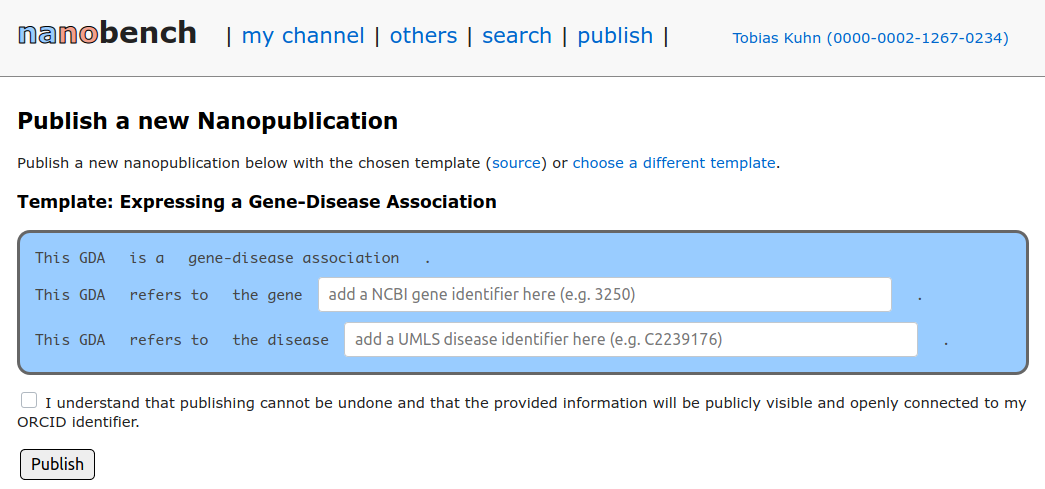 nanobench | my channel | others | search | publish | Tobias Kuhn (0000-0002-1267-0234)
Publish a new Nanopublication
Publish a new nanopublication below with the chosen template (source) or choose a different template.
Template: Expressing a Gene-Disease Association
This GDA is a gene-disease association .
This GDA refers to the gene add a NCBI gene identifier here (e.g. 3250) .
This GDA refers to the disease add a UMLS disease identifier here (e.g. C2239176) .
I understand that publishing cannot be undone and that the provided information will be publicly visible and openly connected to my
ORCID identifier.
Publish